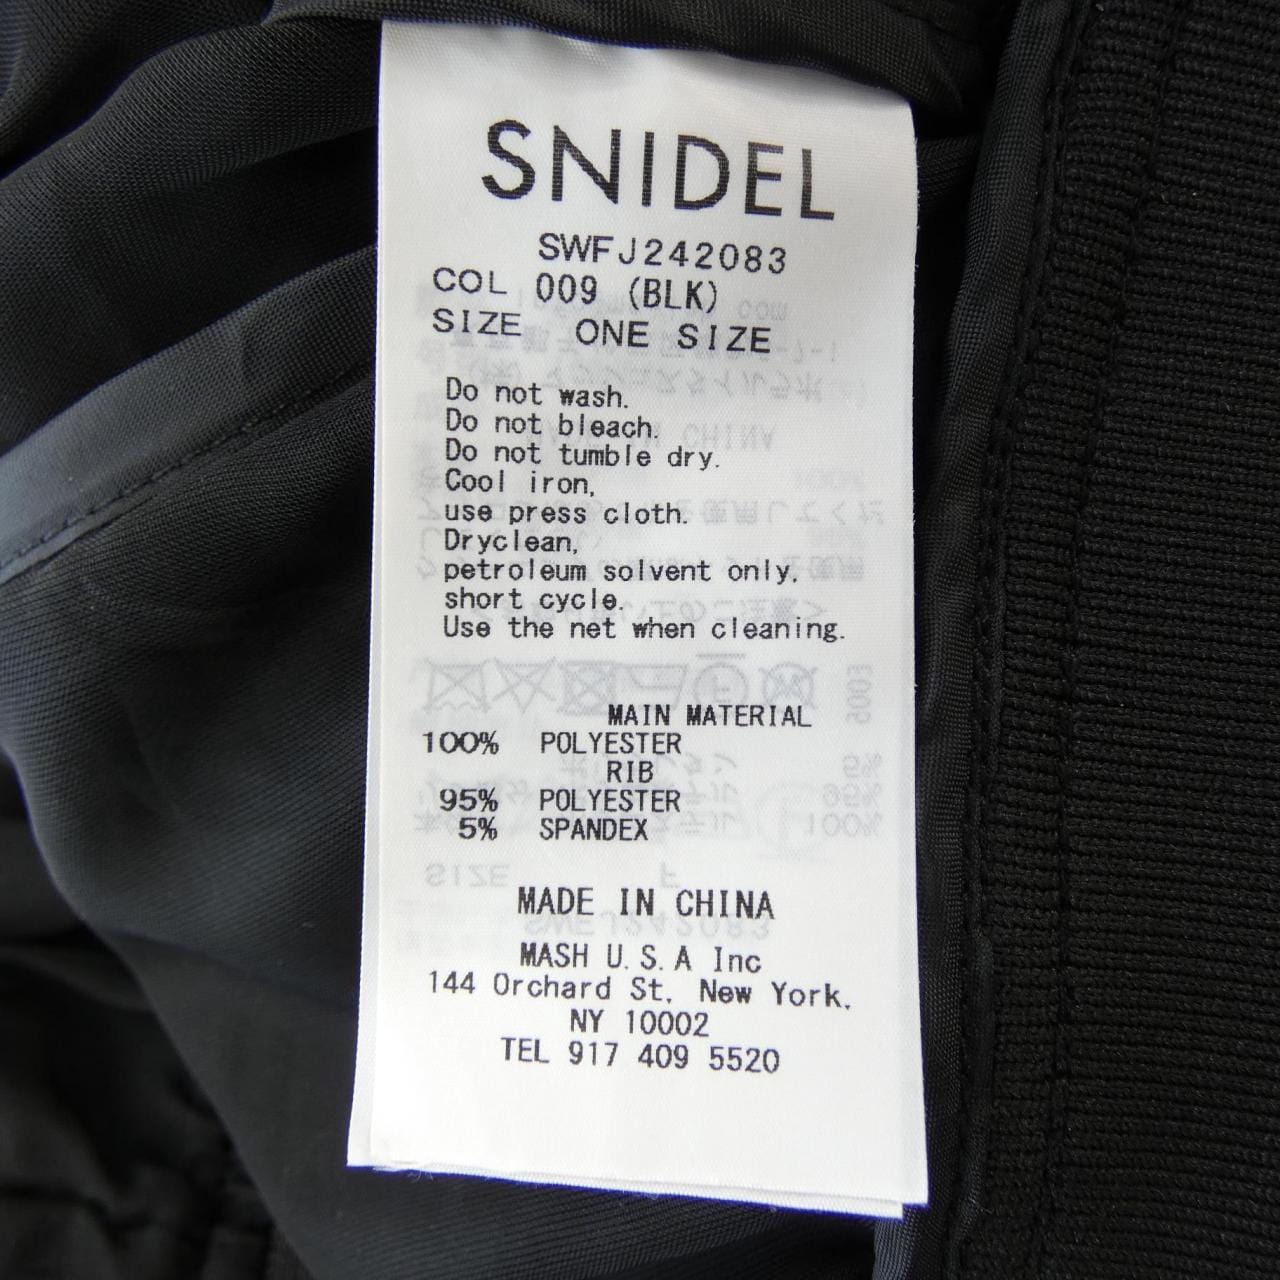 SNIDEL
SWFJ242083
COL 009 (BLK)
SIZE ONE SIZE
Do not wash.
Do not bleach.
Do not tumble dry.
Cool iron,
use press cloth.
Dryclean,
petroleum solvent only,
short cycle.
Use the net when cleaning.
MAIN MATERIAL
100% POLYESTER
RIB
95% POLYESTER
5% SPANDEX
MADE IN CHINA
MASH U.S.A Inc
144 Orchard St, New York,
NY 10002
TEL 917 409 5520